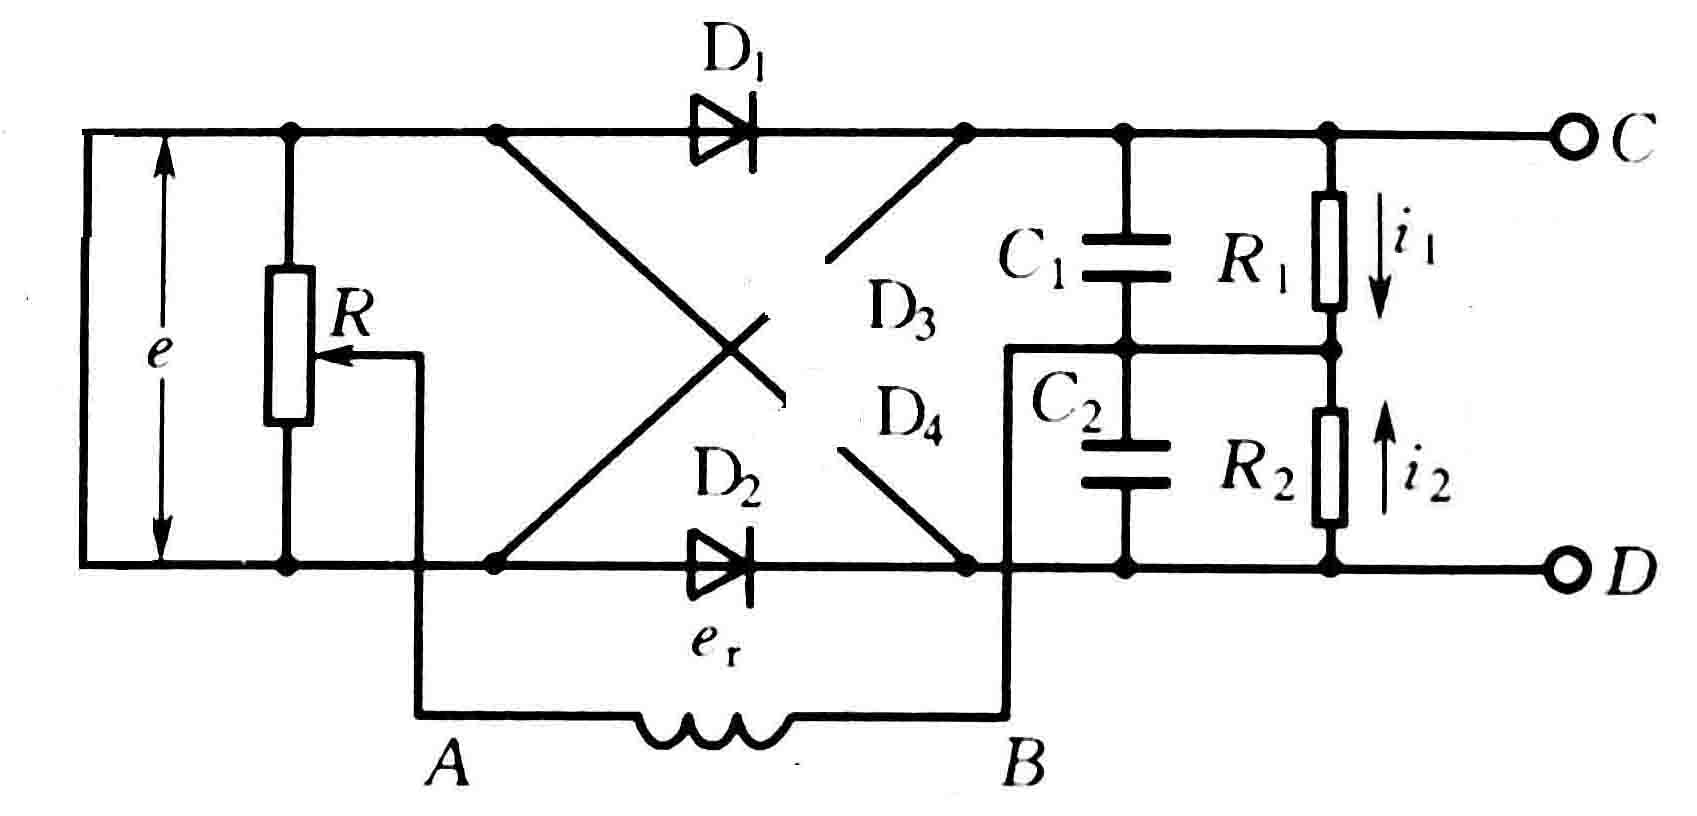 D₁
C
e
R
C₁
R₁
i₁
D₃
C₂
D₄
D₂
R₂
i₂
D
eᵣ
A
B